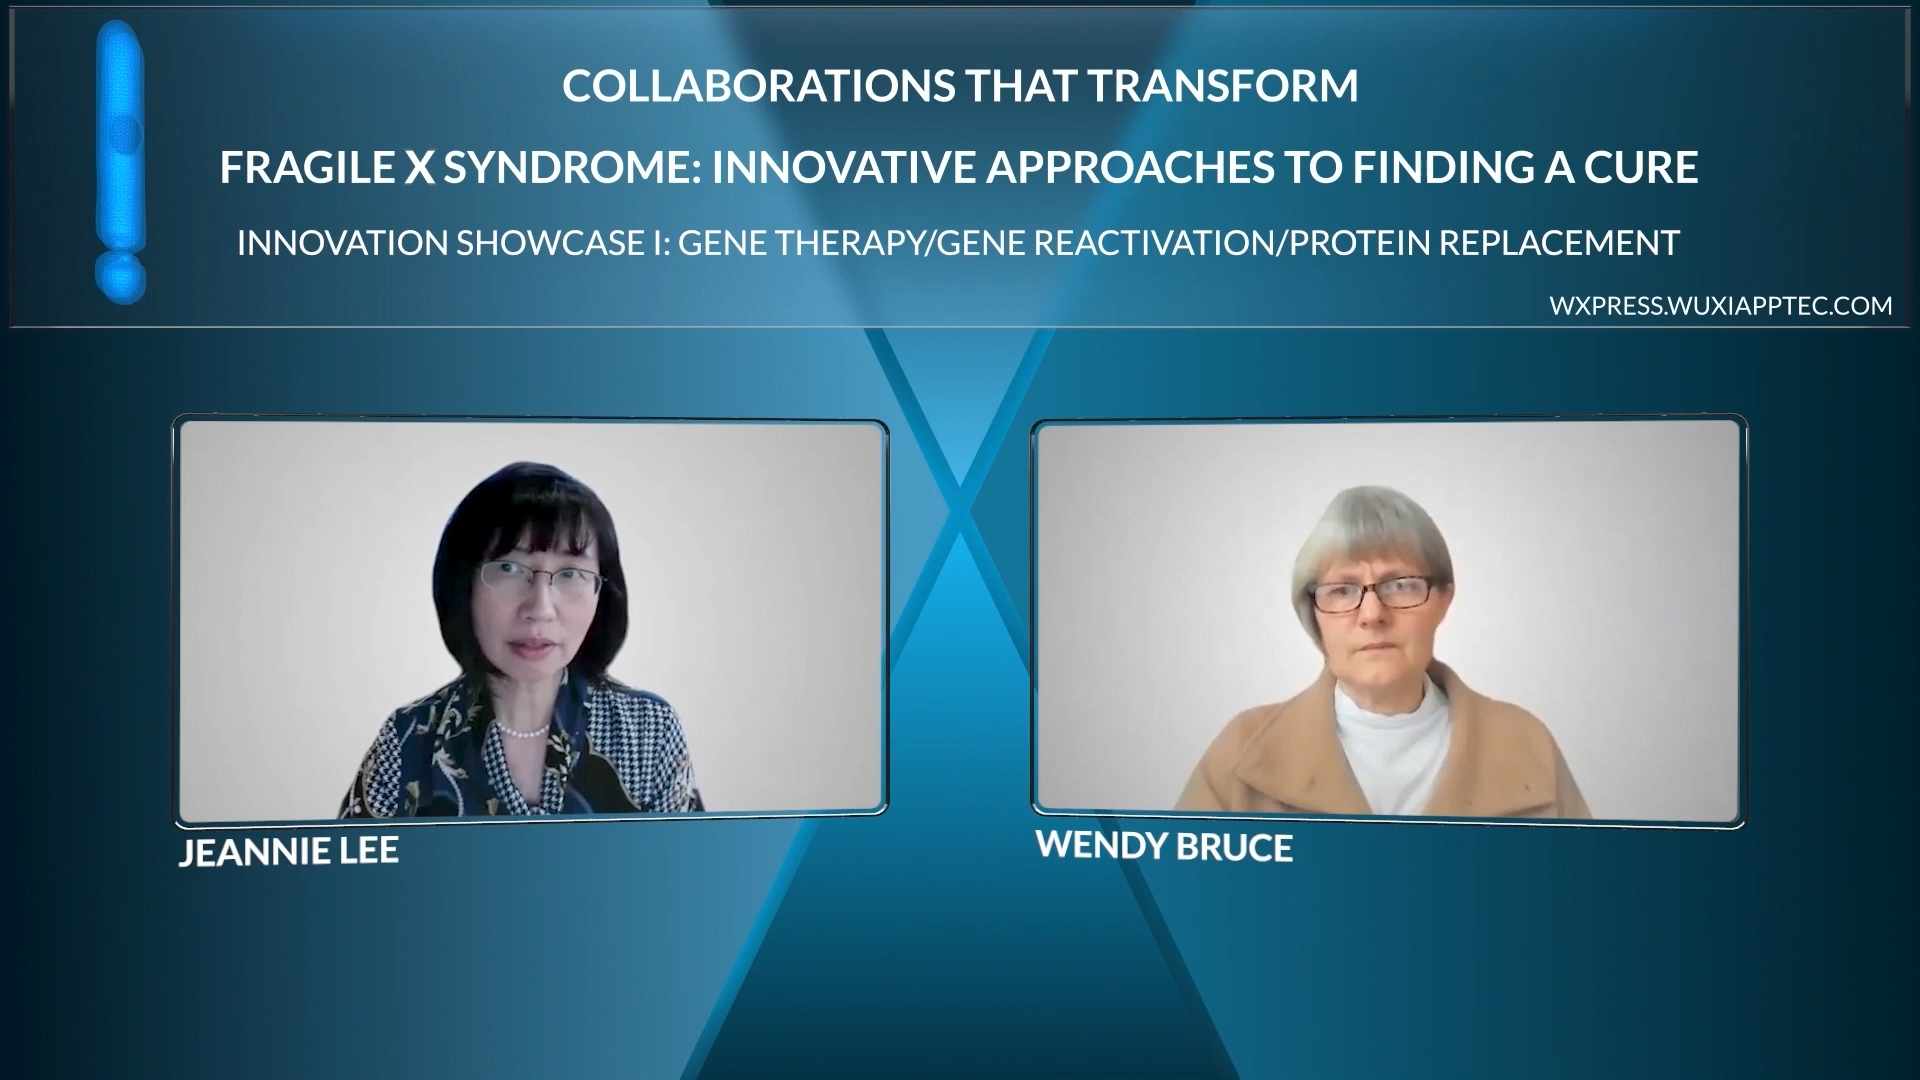 COLLABORATIONS THAT TRANSFORM
FRAGILE X SYNDROME: INNOVATIVE APPROACHES TO FINDING A CURE
INNOVATION SHOWCASE I: GENE THERAPY/GENE REACTIVATION/PROTEIN REPLACEMENT
WXPRESS.WUXIAPPTEC.COM
JEANNIE LEE
WENDY BRUCE